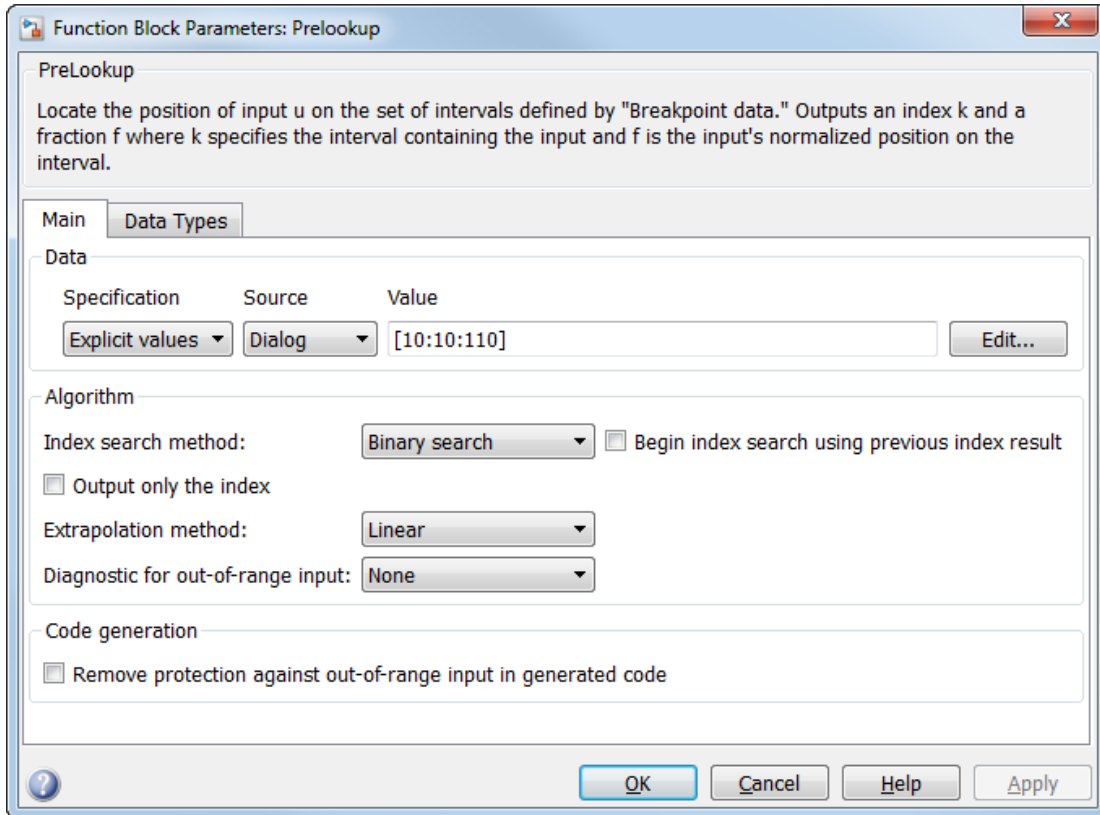 Function Block Parameters: Prelookup
PreLookup
Locate the position of input u on the set of intervals defined by "Breakpoint data." Outputs an index k and a
fraction f where k specifies the interval containing the input and f is the input's normalized position on the
interval.
Main Data Types
Data
Specification Source Value
Explicit values Dialog [10:10:110] Edit...
Algorithm
Index search method: Binary search Begin index search using previous index result
Output only the index
Extrapolation method: Linear
Diagnostic for out-of-range input: None
Code generation
Remove protection against out-of-range input in generated code
? OK Cancel Help Apply